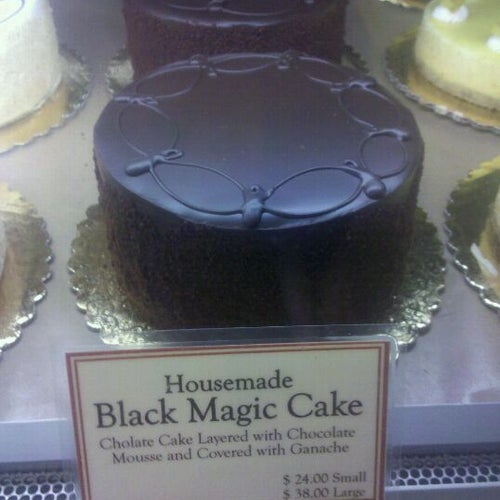 Housemade
Black Magic Cake
Cholate Cake Layered with Chocolate
Mousse and Covered with Ganache
$ 24.00 Small
$ 38.00 Large